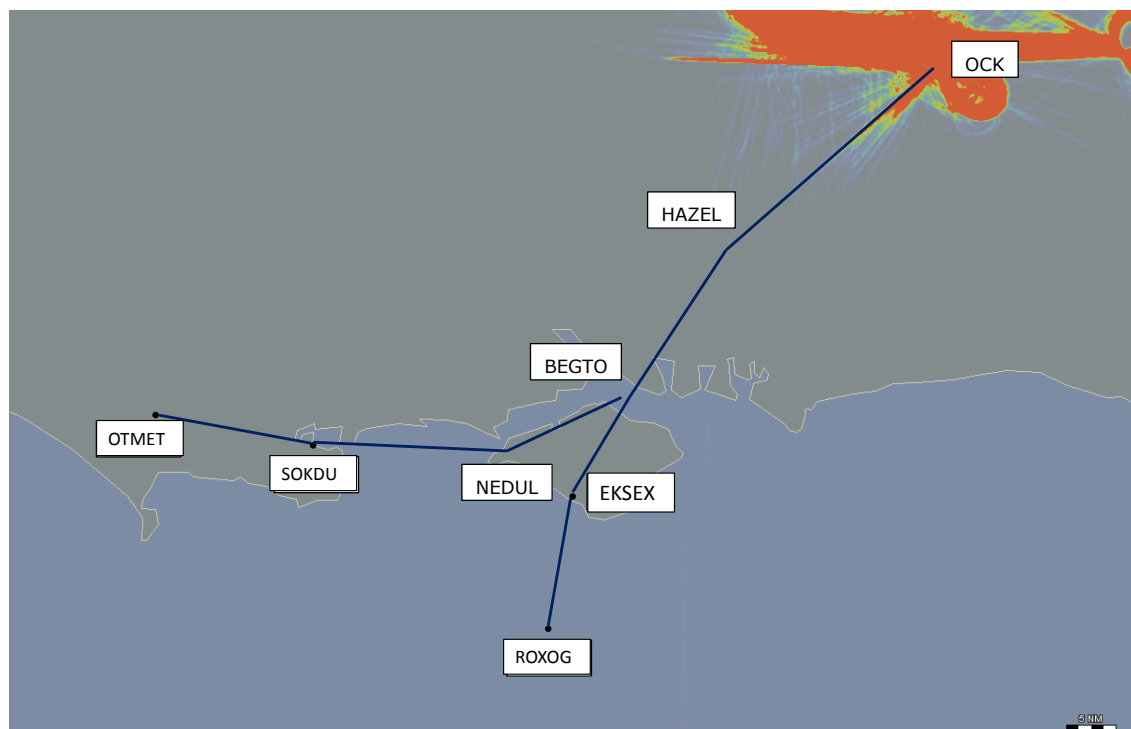 OCK
HAZEL
BEGTO
OTMET
SOKDU
NEDUL
EKSEX
ROXOG
5 NM